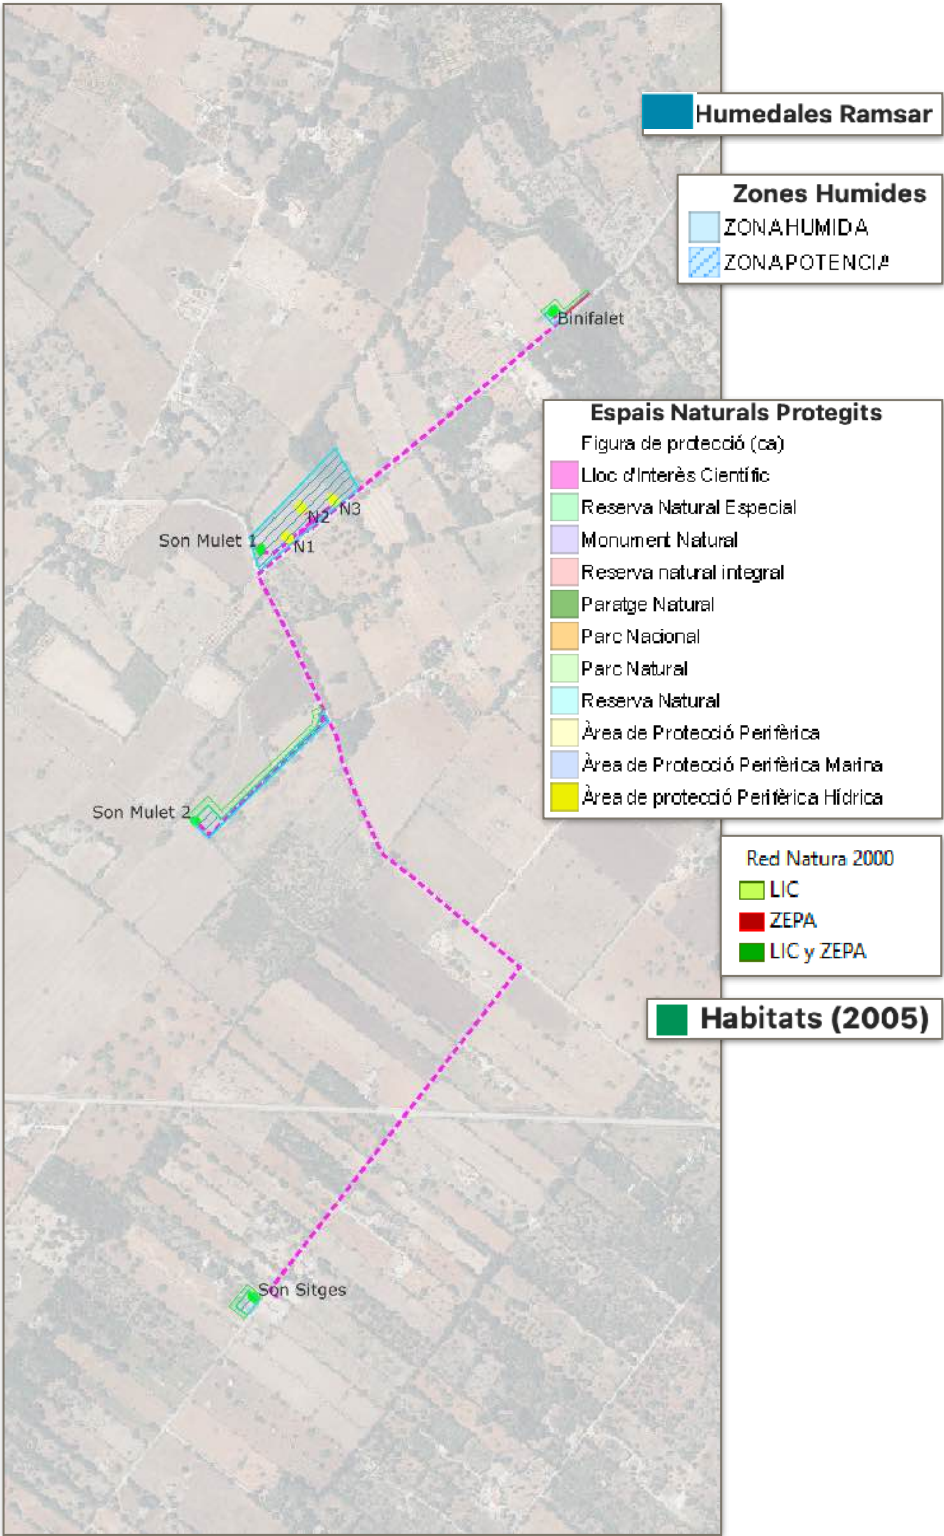 Humedales Ramsar
Zones Humides
ZONAHUMIDA
ZONAPOTENCIA
Binifalet
Espais Naturals Protegits
Figura de protecció (ca)
Lloc d'Interès Científic
Reserva Natural Especial
Monument Natural
Reserva natural integral
Paratge Natural
Parc Nacional
Parc Natural
Reserva Natural
Àrea de Protecció Perifèrica
Àrea de Protecció Perifèrica Marina
Àrea de protecció Perifèrica Hídrica
N2
N3
Son Mulet 1
N1
Son Mulet 2
Red Natura 2000
LIC
ZEPA
LIC y ZEPA
Habitats (2005)
Son Sitges